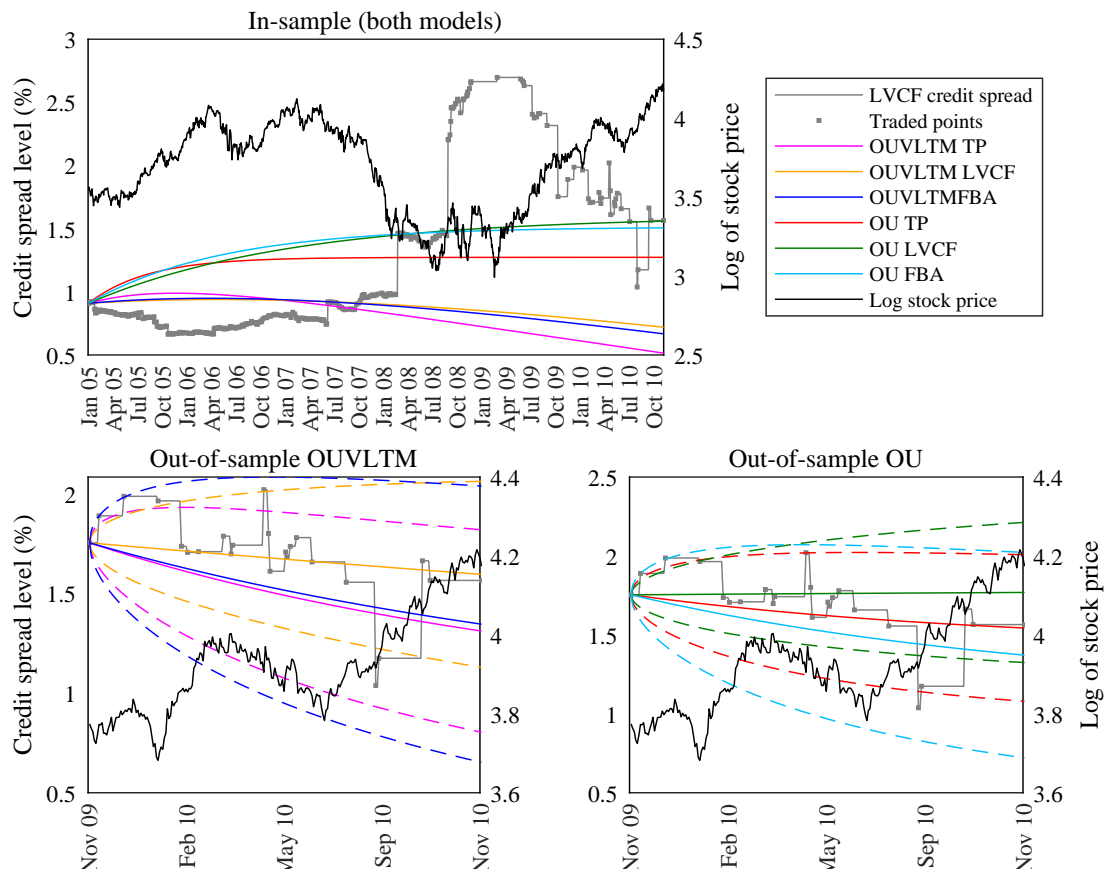 In-sample (both models)
3
2.5
2
1.5
1
0.5
Credit spread level (%)
4.5
4
3.5
3
2.5
Log of stock price
Jan 05
Apr 05
Jul 05
Oct 05
Jan 06
Apr 06
Jul 06
Oct 06
Jan 07
Apr 07
Jul 07
Oct 07
Jan 08
Apr 08
Jul 08
Oct 08
Jan 09
Apr 09
Jul 09
Oct 09
Jan 10
Apr 10
Jul 10
Oct 10
LVCF credit spread
Traded points
OUVLTM TP
OUVLTM LVCF
OUVLTMFBA
OU TP
OU LVCF
OU FBA
Log stock price
Out-of-sample OUVLTM
2
1.5
1
0.5
Credit spread level (%)
4.4
4.2
4
3.8
3.6
Nov 09
Feb 10
May 10
Sep 10
Nov 10
Out-of-sample OU
2.5
2
1.5
1
0.5
4.4
4.2
4
3.8
3.6
Log of stock price
Nov 09
Feb 10
May 10
Sep 10
Nov 10